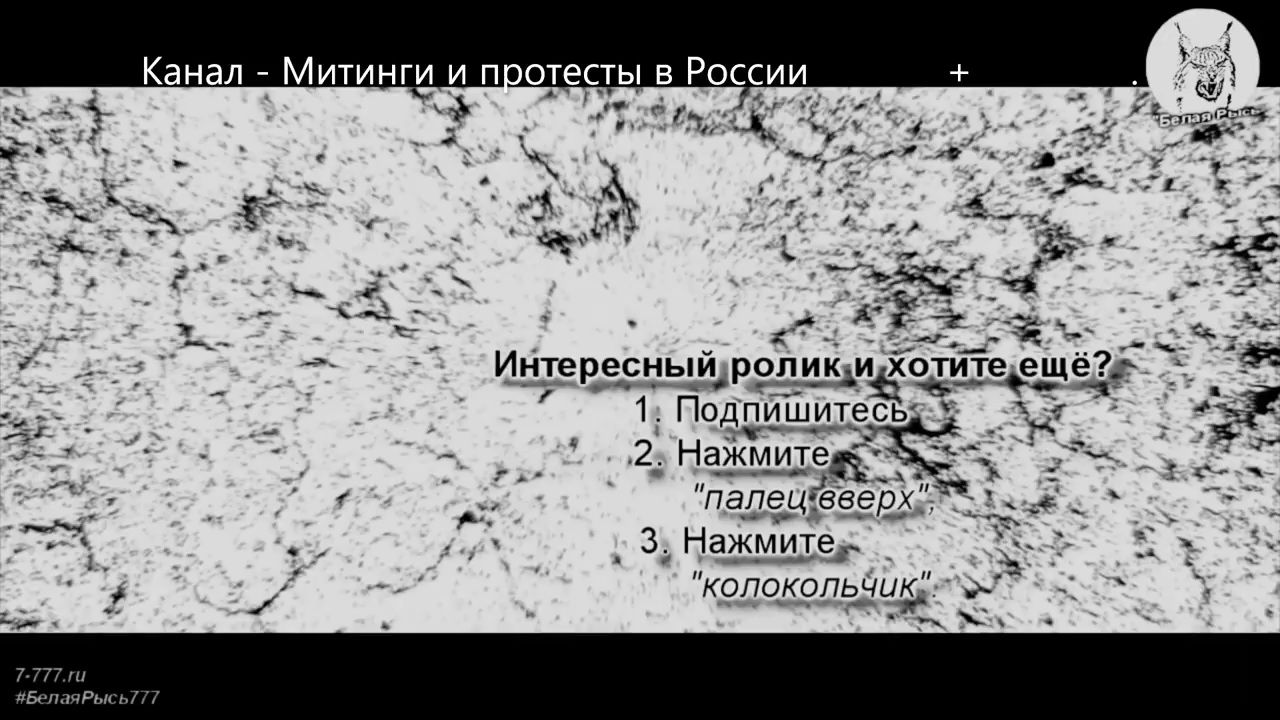 Канал - Митинги и протесты в России + .
"Белая Рысь"
Интересный ролик и хотите ещё?
1. Подпишитесь
2. Нажмите
"палец вверх",
3. Нажмите
"колокольчик".
7-777.ru
#БелаяРысь777